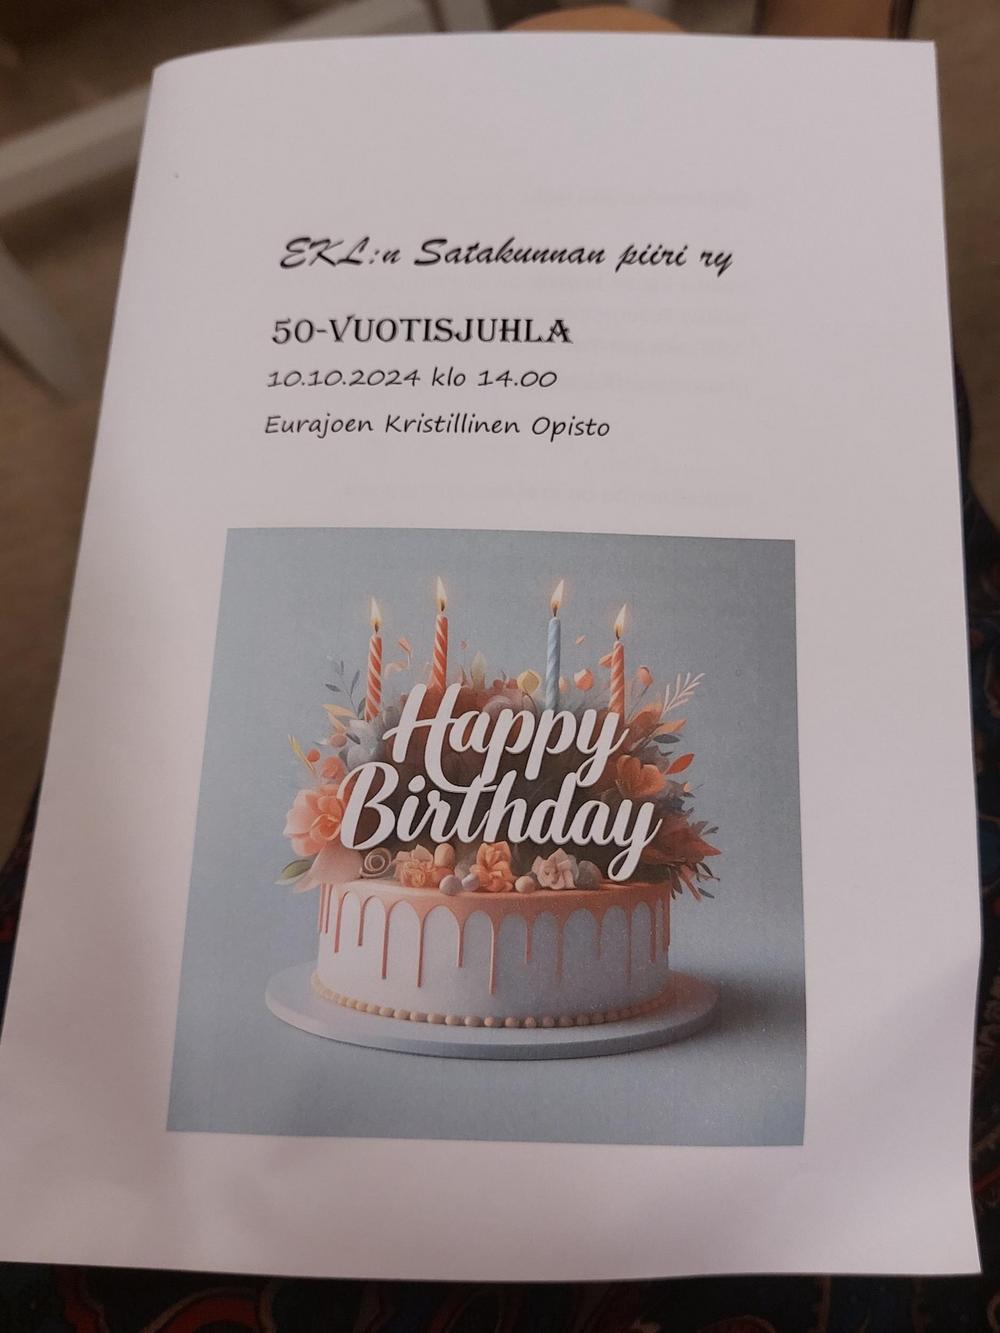 EKL:n Satakunnan piiri ry
50-VUOTISJUHLA
10.10.2024 klo 14.00
Eurajoen Kristillinen Opisto
Happy
Birthday